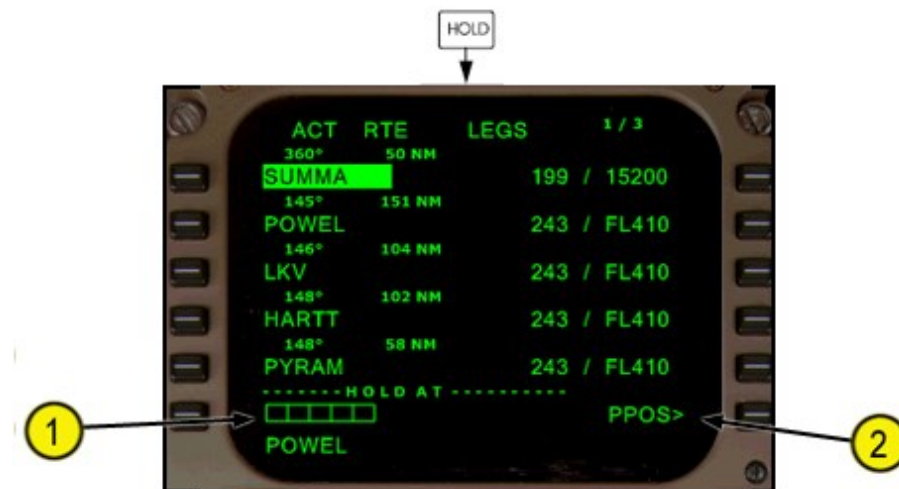 HOLD
ACT RTE LEGS 1 / 3
360° 50 NM
SUMMA 199 / 15200
145° 151 NM
POWEL 243 / FL410
146° 104 NM
LKV 243 / FL410
148° 102 NM
HARTT 243 / FL410
148° 58 NM
PYRAM 243 / FL410
-------HOLD AT----------
1 PPOS> 2
POWEL